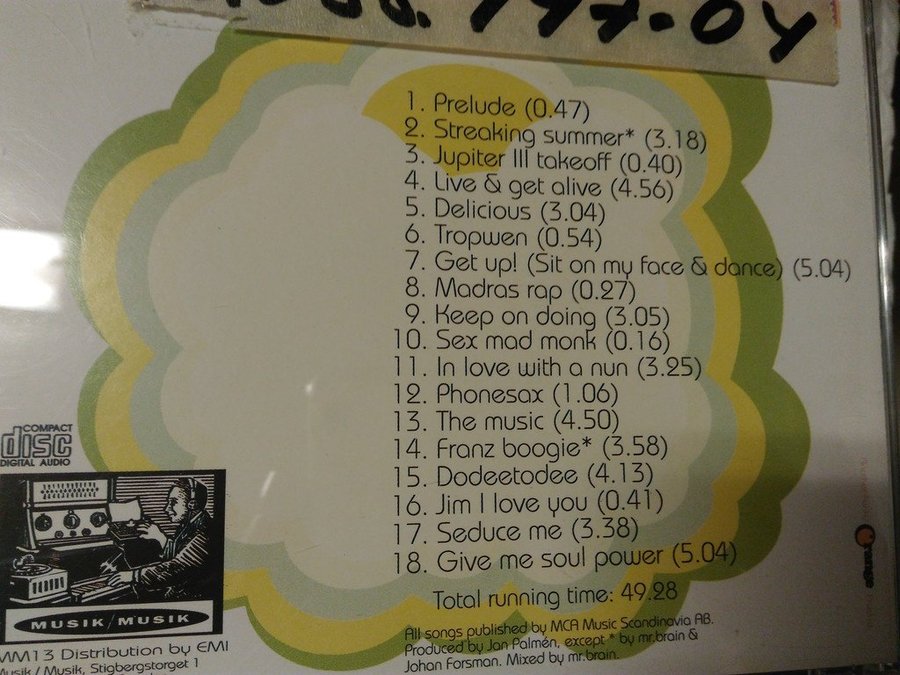 797-04
1. Prelude (0.47)
2. Streaking summer* (3.18)
3. Jupiter III takeoff (0.40)
4. Live & get alive (4.56)
5. Delicious (3.04)
6. Tropwen (0.54)
7. Get up! (Sit on my face & dance) (5.04)
8. Madras rap (0.27)
9. Keep on doing (3.05)
10. Sex mad monk (0.16)
11. In love with a nun (3.25)
12. Phonesax (1.06)
13. The music (4.50)
14. Franz boogie* (3.58)
15. Dodeetodee (4.13)
16. Jim I love you (0.41)
17. Seduce me (3.38)
18. Give me soul power (5.04)
Total running time: 49.28
All songs published by MCA Music Scandinavia AB.
Produced by Jan Palmén, except * by mr.brain &
Johan Forsman. Mixed by mr.brain.
COMPACT
disc
DIGITAL AUDIO
MUSIK/MUSIK
MM13 Distribution by EMI
Musik / Musik, Stigbergstorget 1
orange